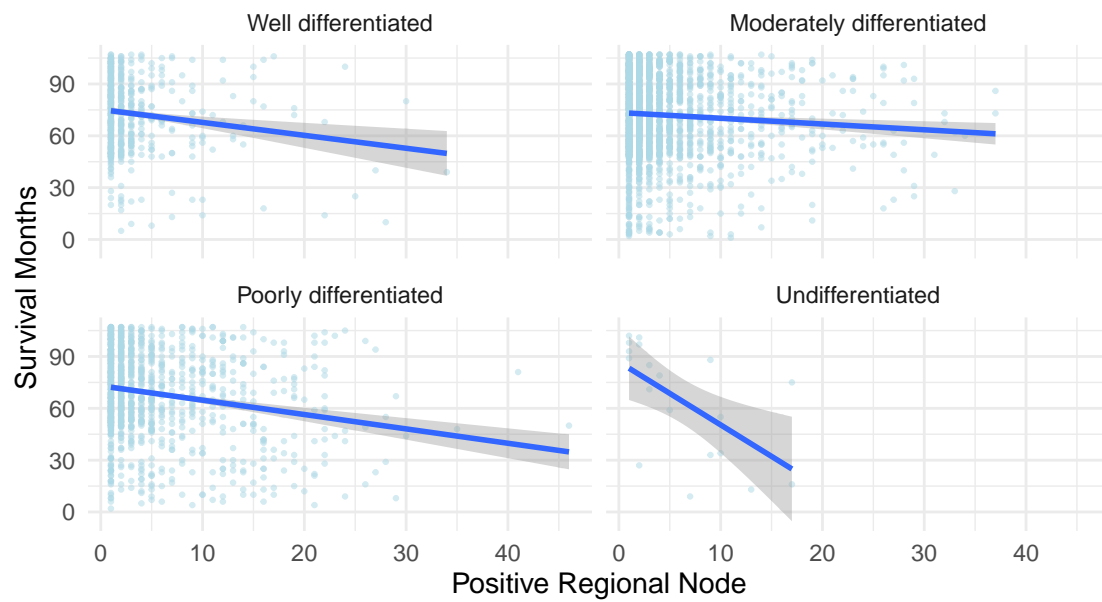 Well differentiated
Moderately differentiated
90
60
30
0
Poorly differentiated
Undifferentiated
90
60
30
0
0 10 20 30 40
0 10 20 30 40
Positive Regional Node
Survival Months